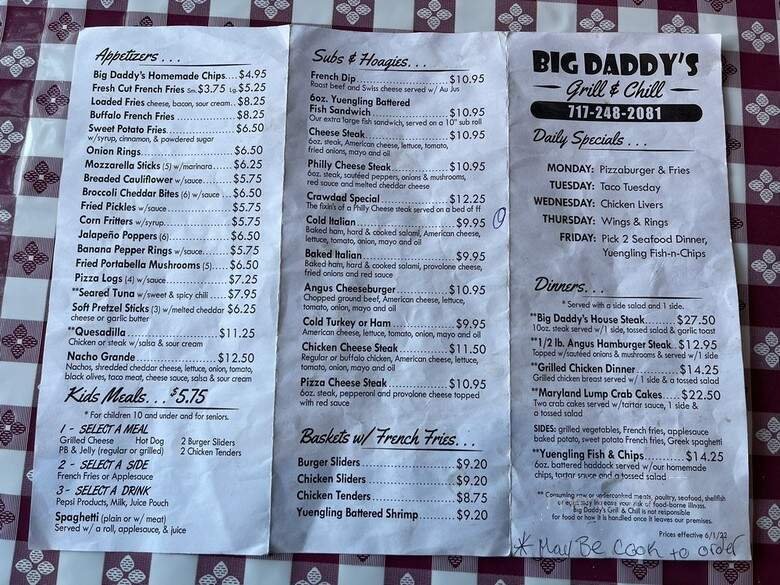 Appetizers . . .
Big Daddy's Homemade Chips.... $4.95
Fresh Cut French Fries Sm. $3.75 Lg. $5.25
Loaded Fries cheese, bacon, sour cream.. $8.25
Buffalo French Fries $8.25
Sweet Potato Fries $6.50
w/syrup, cinnamon, & powdered sugar
Onion Rings $6.50
Mozzarella Sticks (5) w/marinara $6.25
Breaded Cauliflower w/sauce $5.75
Broccoli Cheddar Bites (6) w/sauce $6.50
Fried Pickles w/sauce $5.75
Corn Fritters w/syrup $5.75
Jalapeño Poppers (6) $6.50
Banana Pepper Rings w/sauce $5.75
Fried Portabella Mushrooms (5) $6.50
Pizza Logs (4) w/sauce $7.25
**Seared Tuna w/sweet & spicy chili $7.95
Soft Pretzel Sticks (3) w/melted cheddar $6.25
cheese or garlic butter
**Quesadilla $11.25
Chicken or steak w/salsa & sour cream
Nacho Grande $12.50
Nachos, shredded cheddar cheese, lettuce, onion, tomato,
black olives, taco meat, cheese sauce, salsa & sour cream
Kids Meals. . . $5.75
* For children 10 and under and for seniors.
1 - SELECT A MEAL
Grilled Cheese Hot Dog 2 Burger Sliders
PB & Jelly (regular or grilled) 2 Chicken Tenders
2 - SELECT A SIDE
French Fries or Applesauce
3 - SELECT A DRINK
Pepsi Products, Milk, Juice Pouch
Spaghetti (plain or w/ meat)
Served w/ a roll, applesauce, & juice
Subs & Hoagies. . .
French Dip $10.95
Roast beef and Swiss cheese served w/ Au Jus
6oz. Yuengling Battered
Fish Sandwich $10.95
Our extra large fish sandwich, served on a 10" sub roll
Cheese Steak $10.95
6oz. steak, American cheese, lettuce, tomato,
fried onions, mayo and oil
Philly Cheese Steak $10.95
6oz. steak, sautéed peppers, onions & mushrooms,
red sauce and melted cheddar cheese
Crawdad Special $12.25
The fixin's of a Philly Cheese steak served on a bed of ff
Cold Italian $9.95
Baked ham, hard & cooked salami, American cheese,
lettuce, tomato, onion, mayo and oil
Baked Italian $9.95
Baked ham, hard & cooked salami, provolone cheese,
fried onions and red sauce
Angus Cheeseburger $10.95
Chopped ground beef, American cheese, lettuce,
tomato, onion, mayo and oil
Cold Turkey or Ham $9.95
American cheese, lettuce, tomato, onion, mayo and oil
Chicken Cheese Steak $11.50
Regular or buffalo chicken, American cheese, lettuce,
tomato, onion, mayo and oil
Pizza Cheese Steak $10.95
6oz. steak, pepperoni and provolone cheese topped
with red sauce
Baskets w/ French Fries. . .
Burger Sliders $9.20
Chicken Sliders $9.20
Chicken Tenders $8.75
Yuengling Battered Shrimp $9.20
BIG DADDY'S
Grill & Chill
717-248-2081
Daily Specials . . .
MONDAY: Pizzaburger & Fries
TUESDAY: Taco Tuesday
WEDNESDAY: Chicken Livers
THURSDAY: Wings & Rings
FRIDAY: Pick 2 Seafood Dinner,
Yuengling Fish-n-Chips
Dinners. . .
* Served with a side salad and 1 side.
**Big Daddy's House Steak $27.50
10oz. steak served w/1 side, tossed salad & garlic toast
**1/2 lb. Angus Hamburger Steak $12.95
Topped w/sautéed onions & mushrooms & served w/1 side
**Grilled Chicken Dinner $14.25
Grilled chicken breast served w/1 side & a tossed salad
**Maryland Lump Crab Cakes $22.50
Two crab cakes served w/tartar sauce, 1 side &
a tossed salad
SIDES: grilled vegetables, French fries, applesauce
baked potato, sweet potato French fries, Greek spaghetti
**Yuengling Fish & Chips $14.25
6oz. battered haddock served w/our homemade
chips, tartar sauce and a tossed salad
** Consuming raw or undercooked meats, poultry, seafood, shellfish
or eggs may increase your risk of food-borne illness.
Big Daddy's Grill & Chill is not responsible
for food or how it is handled once it leaves our premises.
Prices effective 6/1/22
* May Be Cook to order